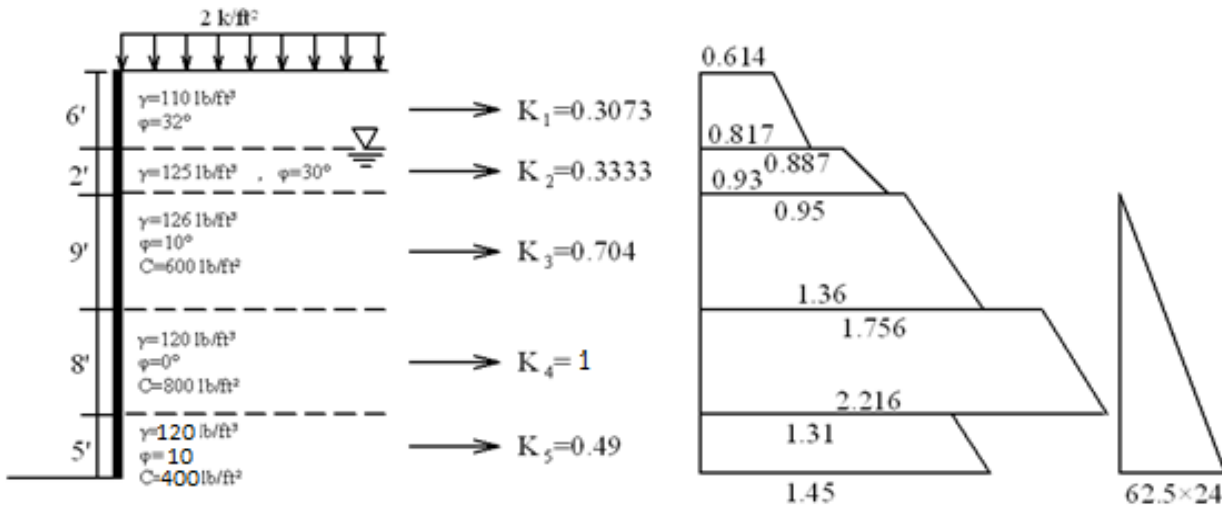 2 k/ft²
6'
γ=110 lb/ft³
φ=32°
K₁=0.3073
2'
γ=125 lb/ft³ , φ=30°
K₂=0.3333
9'
γ=126 lb/ft³
φ=10°
C=600 lb/ft²
K₃=0.704
8'
γ=120 lb/ft³
φ=0°
C=800 lb/ft²
K₄= 1
5'
γ=120 lb/ft³
φ= 10
C=400 lb/ft²
K₅=0.49
0.614
0.817
0.887
0.93
0.95
1.36
1.756
2.216
1.31
1.45
62.5×24